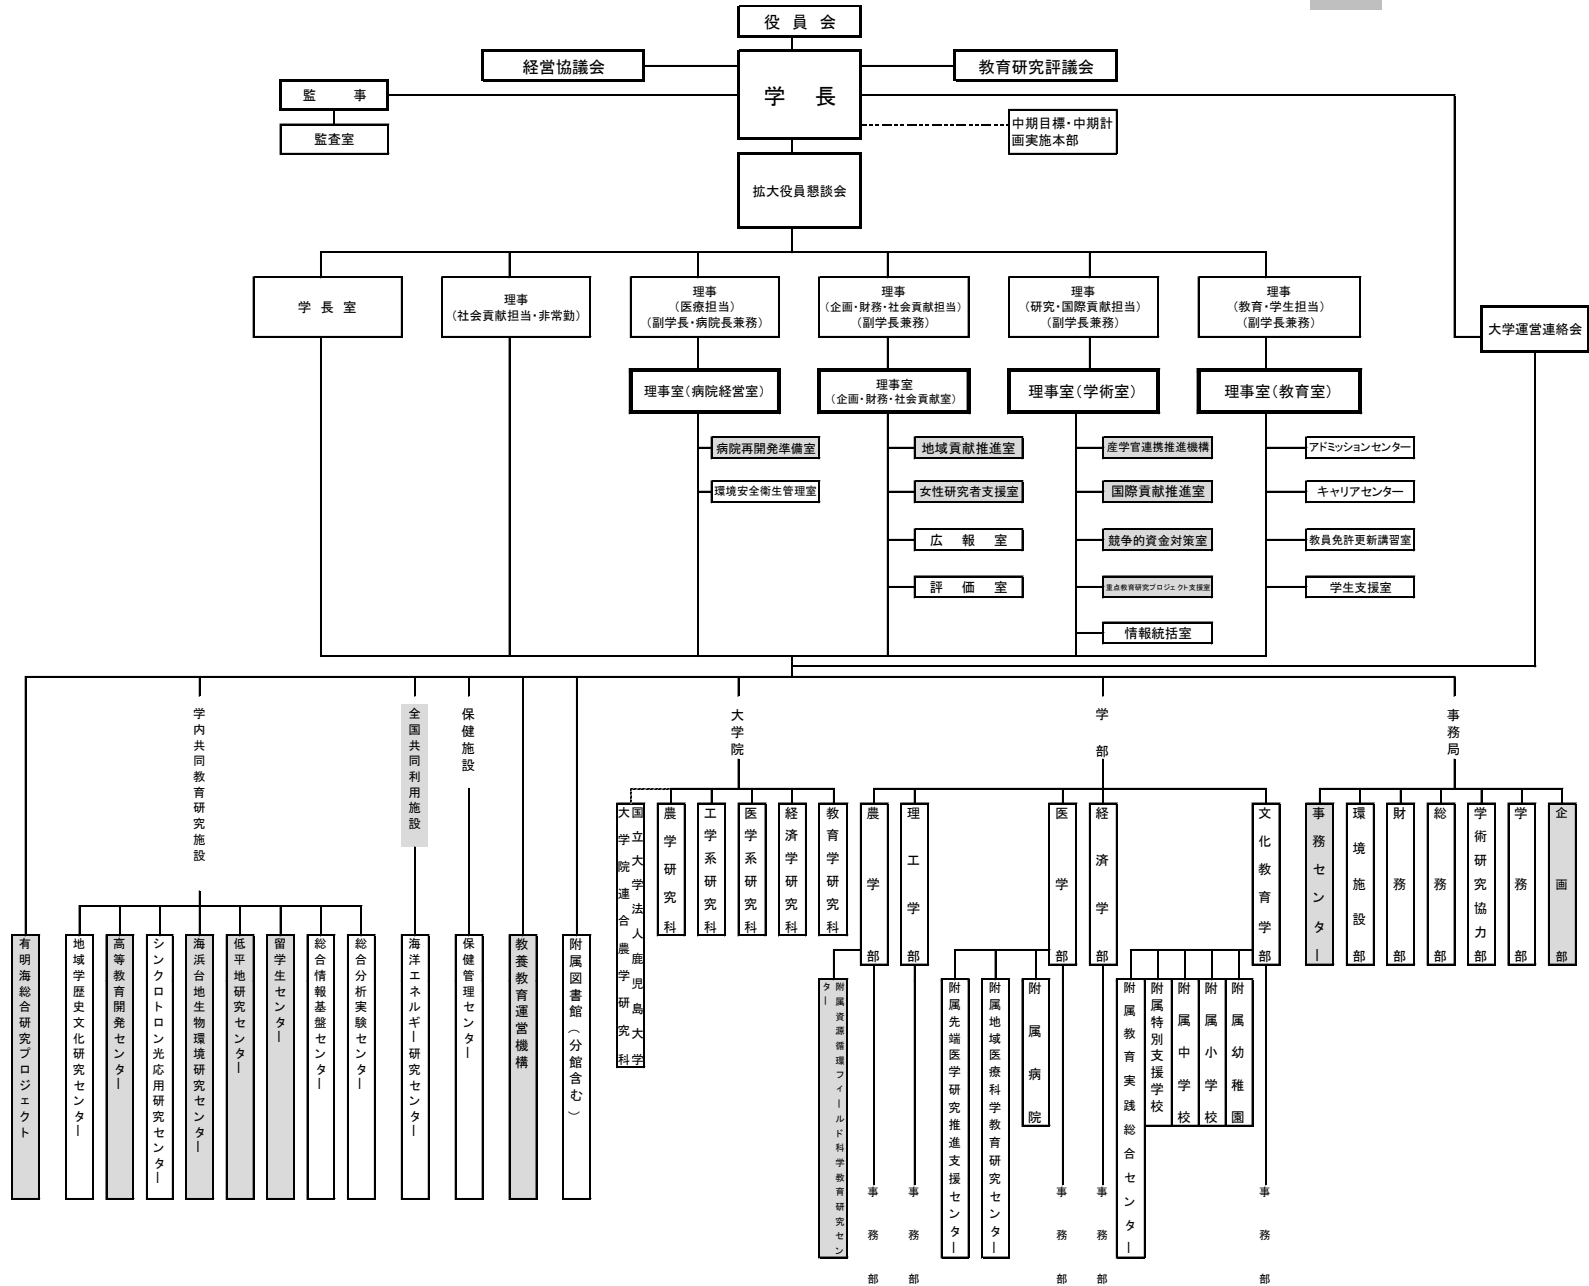 役員会
経営協議会
学長
教育研究評議会
監事
監査室
中期目標・中期計
画実施本部
拡大役員懇談会
学長室
理事
(社会貢献担当・非常勤)
理事
(医療担当)
(副学長・病院長兼務)
理事
(企画・財務・社会貢献担当)
(副学長兼務)
理事
(研究・国際貢献担当)
(副学長兼務)
理事
(教育・学生担当)
(副学長兼務)
大学運営連絡会
理事室(病院経営室)
理事室
(企画・財務・社会貢献室)
理事室(学術室)
理事室(教育室)
病院再開発準備室
環境安全衛生管理室
地域貢献推進室
女性研究者支援室
広報室
評価室
産学官連携推進機構
国際貢献推進室
競争的資金対策室
重点教育研究プロジェクト支援室
情報統括室
アドミッションセンター
キャリアセンター
教員免許更新講習室
学生支援室
学内共同教育研究施設
全国共同利用施設
保健施設
大学院
学部
事務局
有明海総合研究プロジェクト
地域学歴史文化研究センター
高等教育開発センター
シンクロトロン光応用研究センター
海浜台地生物環境研究センター
低平地研究センター
留学生センター
総合情報基盤センター
総合分析実験センター
海洋エネルギー研究センター
保健管理センター
教養教育運営機構
附属図書館(分館含む)
国立大学法人鹿児島大学
大学院連合農学研究科
農学研究科
工学系研究科
医学系研究科
経済学研究科
教育学研究科
農学部
理工学部
医学部
経済学部
文化教育学部
附属資源循環フィールド科学教育研究セン
ター
附属先端医学研究推進支援センター
附属地域医療科学教育研究センター
附属病院
附属教育実践総合センター
附属特別支援学校
附属中学校
附属小学校
附属幼稚園
事務部
事務部
事務部
事務部
事務部
事務センター
環境施設部
財務部
総務部
学術研究協力部
学務部
企画部